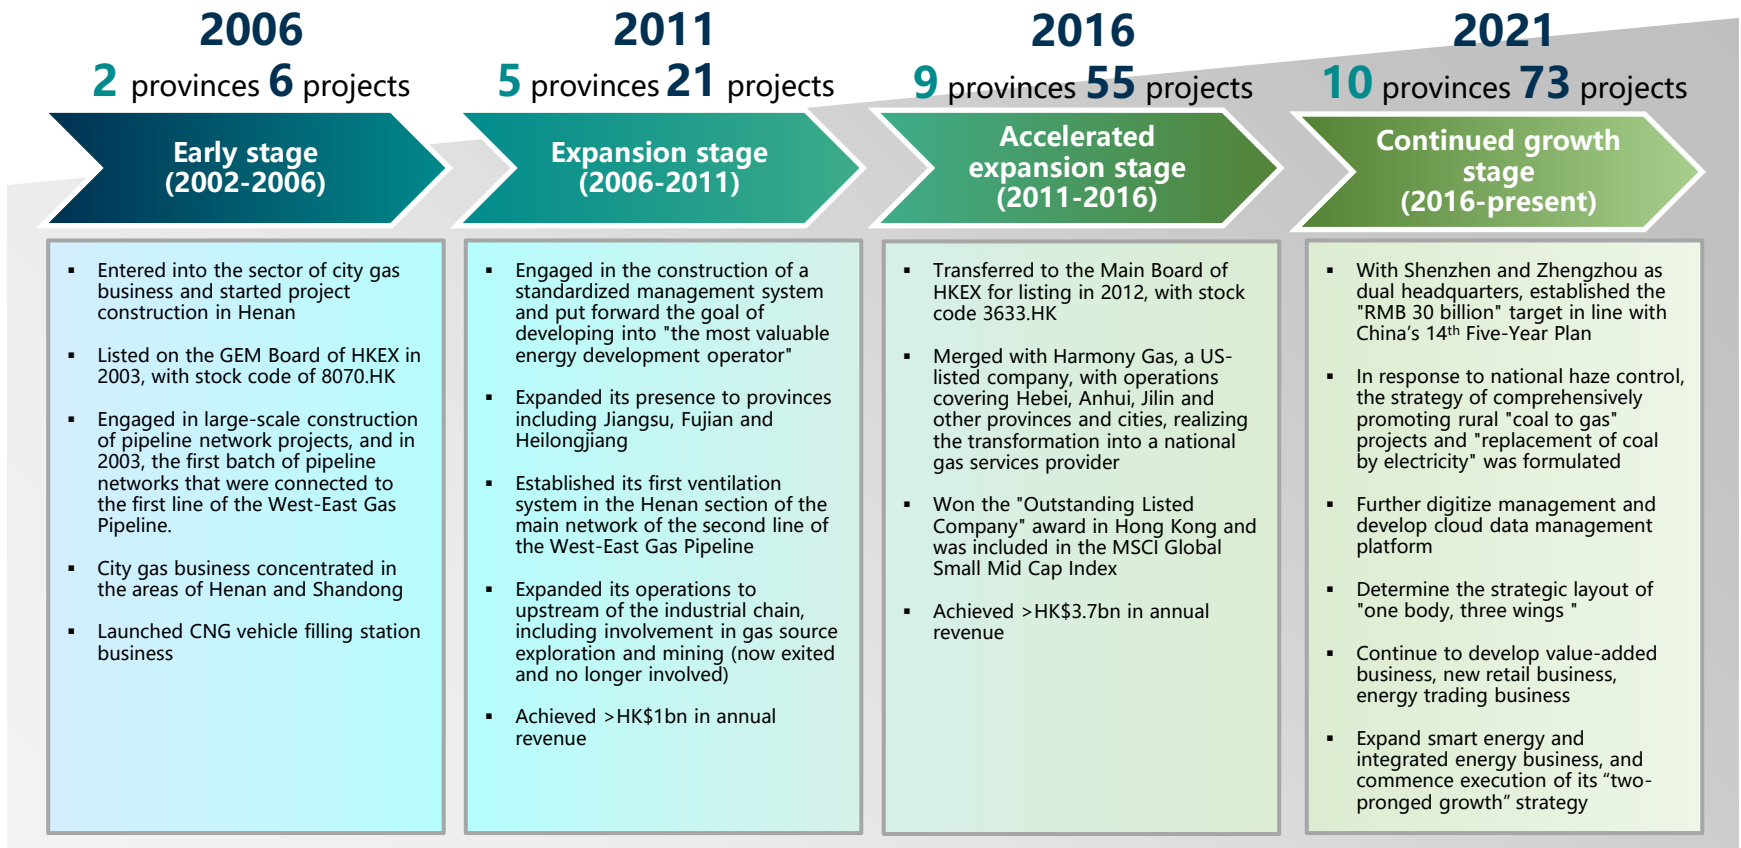 2006
2 provinces 6 projects
Early stage
(2002-2006)
▪ Entered into the sector of city gas
business and started project
construction in Henan
▪ Listed on the GEM Board of HKEX in
2003, with stock code of 8070.HK
▪ Engaged in large-scale construction
of pipeline network projects, and in
2003, the first batch of pipeline
networks that were connected to
the first line of the West-East Gas
Pipeline.
▪ City gas business concentrated in
the areas of Henan and Shandong
▪ Launched CNG vehicle filling station
business
2011
5 provinces 21 projects
Expansion stage
(2006-2011)
▪ Engaged in the construction of a
standardized management system
and put forward the goal of
developing into "the most valuable
energy development operator"
▪ Expanded its presence to provinces
including Jiangsu, Fujian and
Heilongjiang
▪ Established its first ventilation
system in the Henan section of the
main network of the second line of
the West-East Gas Pipeline
▪ Expanded its operations to
upstream of the industrial chain,
including involvement in gas source
exploration and mining (now exited
and no longer involved)
▪ Achieved >HK$1bn in annual
revenue
2016
9 provinces 55 projects
Accelerated
expansion stage
(2011-2016)
▪ Transferred to the Main Board of
HKEX for listing in 2012, with stock
code 3633.HK
▪ Merged with Harmony Gas, a US-
listed company, with operations
covering Hebei, Anhui, Jilin and
other provinces and cities, realizing
the transformation into a national
gas services provider
▪ Won the "Outstanding Listed
Company" award in Hong Kong and
was included in the MSCI Global
Small Mid Cap Index
▪ Achieved >HK$3.7bn in annual
revenue
2021
10 provinces 73 projects
Continued growth
stage
(2016-present)
▪ With Shenzhen and Zhengzhou as
dual headquarters, established the
"RMB 30 billion" target in line with
China’s 14th Five-Year Plan
▪ In response to national haze control,
the strategy of comprehensively
promoting rural "coal to gas"
projects and "replacement of coal
by electricity" was formulated
▪ Further digitize management and
develop cloud data management
platform
▪ Determine the strategic layout of
"one body, three wings "
▪ Continue to develop value-added
business, new retail business,
energy trading business
▪ Expand smart energy and
integrated energy business, and
commence execution of its “two-
pronged growth” strategy